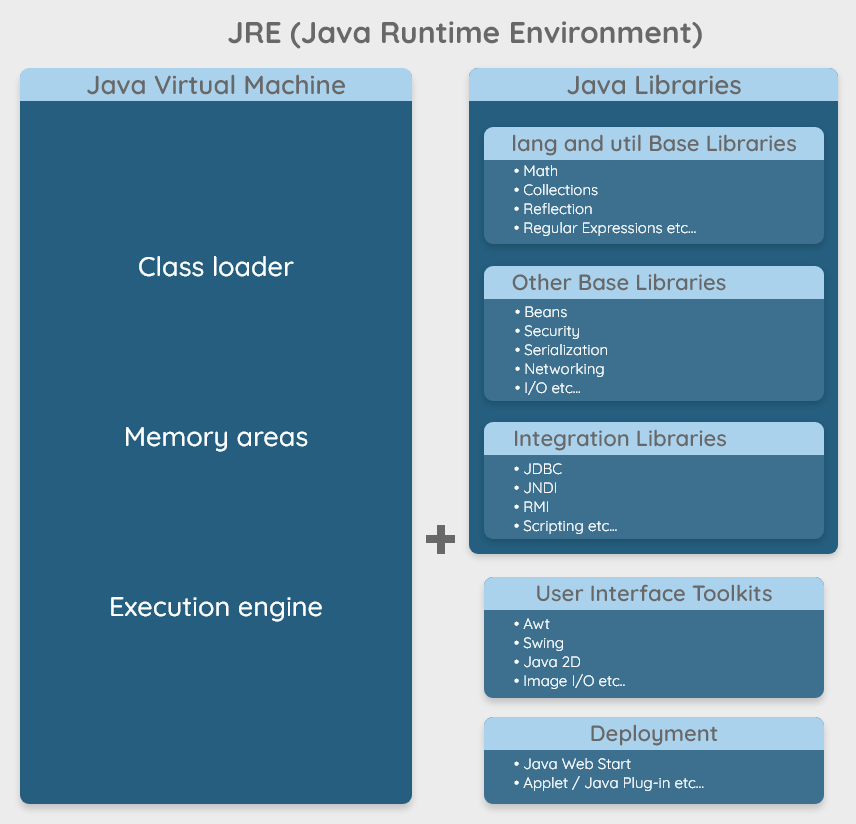 JRE (Java Runtime Environment)
Java Virtual Machine
Class loader
Memory areas
Execution engine
+
Java Libraries
lang and util Base Libraries
• Math
• Collections
• Reflection
• Regular Expressions etc...
Other Base Libraries
• Beans
• Security
• Serialization
• Networking
• I/O etc...
Integration Libraries
• JDBC
• JNDI
• RMI
• Scripting etc...
User Interface Toolkits
• Awt
• Swing
• Java 2D
• Image I/O etc..
Deployment
• Java Web Start
• Applet / Java Plug-in etc...